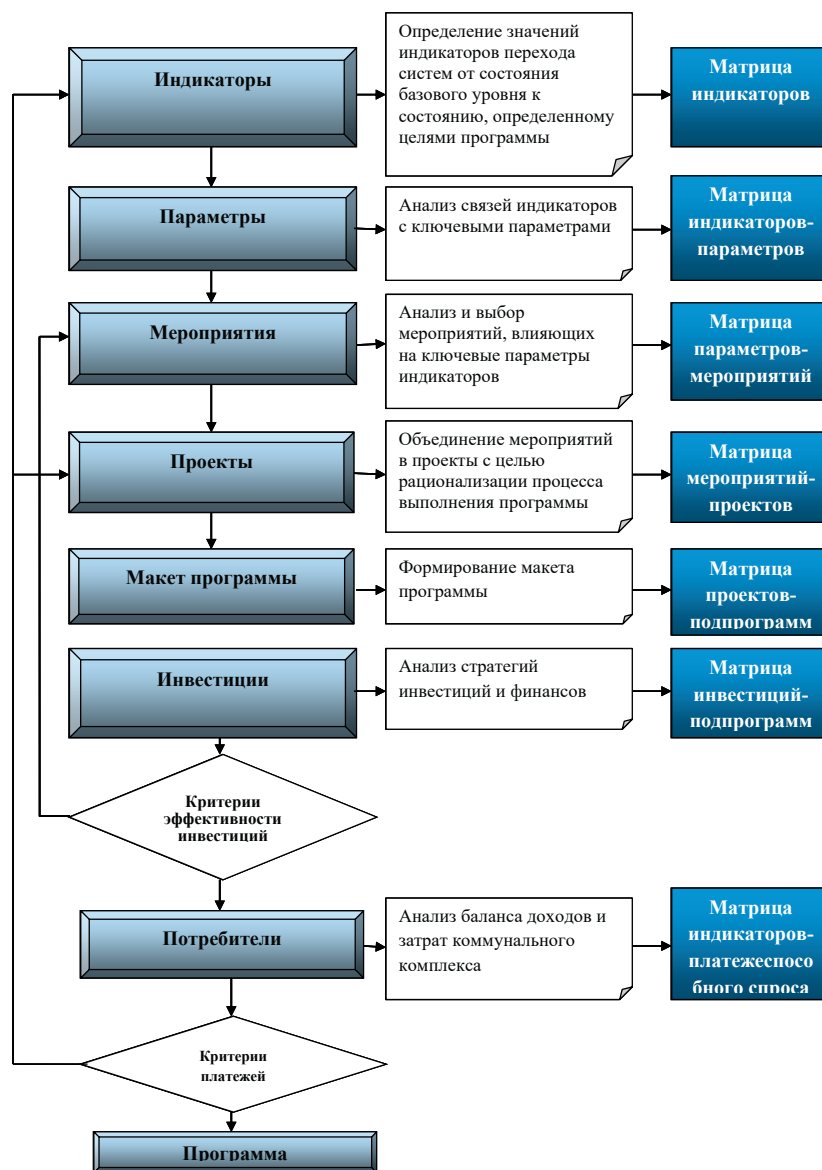 Индикаторы
Определение значений
индикаторов перехода
систем от состояния
базового уровня к
состоянию, определенному
целями программы
Матрица
индикаторов
Параметры
Анализ связей индикаторов
с ключевыми параметрами
Матрица
индикаторов-
параметров
Мероприятия
Анализ и выбор
мероприятий, влияющих
на ключевые параметры
индикаторов
Матрица
параметров-
мероприятий
Проекты
Объединение мероприятий
в проекты с целью
рационализации процесса
выполнения программы
Матрица
мероприятий-
проектов
Макет программы
Формирование макета
программы
Матрица
проектов-
подпрограмм
Инвестиции
Анализ стратегий
инвестиций и финансов
Матрица
инвестиций-
подпрограмм
Критерии
эффективности
инвестиций
Потребители
Анализ баланса доходов и
затрат коммунального
комплекса
Матрица
индикаторов-
платежеспосо
бного спроса
Критерии
платежей
Программа